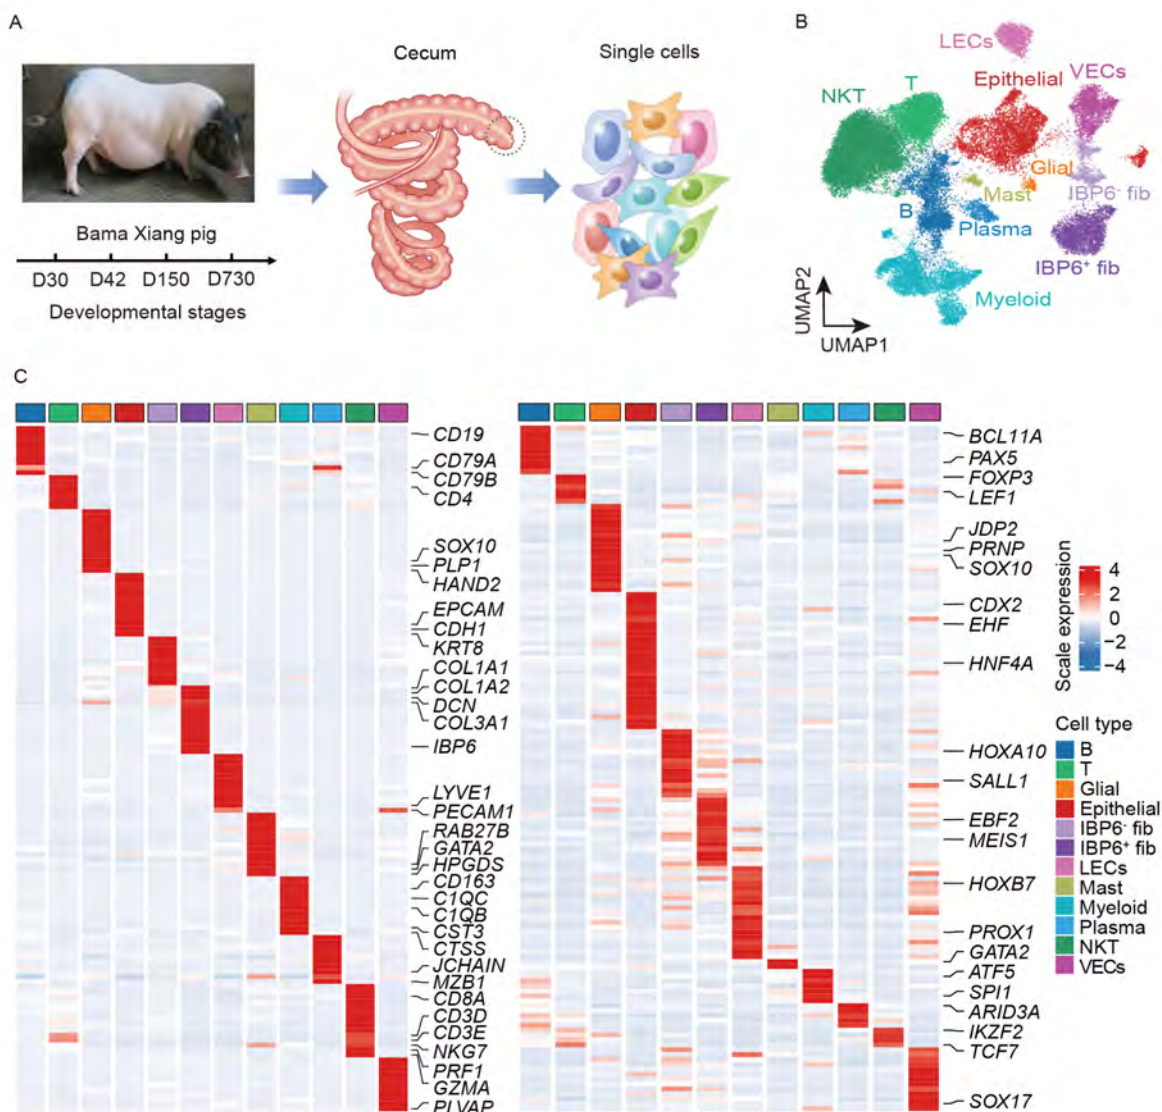 A
Cecum
Single cells
Bama Xiang pig
D30 D42 D150 D730
Developmental stages
B
LECs
Epithelial
VECs
T
NKT
Glial
Mast
IBP6⁻ fib
B
Plasma
IBP6⁺ fib
Myeloid
UMAP2
UMAP1
C
CD19
CD79A
CD79B
CD4
SOX10
PLP1
HAND2
EPCAM
CDH1
KRT8
COL1A1
COL1A2
DCN
COL3A1
IBP6
LYVE1
PECAM1
RAB27B
GATA2
HPGDS
CD163
C1QC
C1QB
CST3
CTSS
JCHAIN
MZB1
CD8A
CD3D
CD3E
NKG7
PRF1
GZMA
PLVAP
BCL11A
PAX5
FOXP3
LEF1
JDP2
PRNP
SOX10
CDX2
EHF
HNF4A
HOXA10
SALL1
EBF2
MEIS1
HOXB7
PROX1
GATA2
ATF5
SPI1
ARID3A
IKZF2
TCF7
SOX17
Scale expression
4
2
0
−2
−4
Cell type
B
T
Glial
Epithelial
IBP6⁻ fib
IBP6⁺ fib
LECs
Mast
Myeloid
Plasma
NKT
VECs